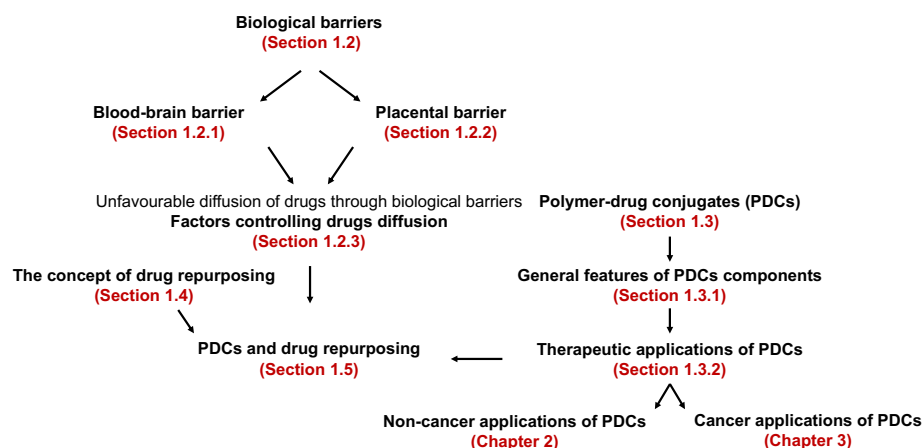 Biological barriers
(Section 1.2)
Blood-brain barrier
(Section 1.2.1)
Placental barrier
(Section 1.2.2)
Unfavourable diffusion of drugs through biological barriers
Factors controlling drugs diffusion
(Section 1.2.3)
Polymer-drug conjugates (PDCs)
(Section 1.3)
The concept of drug repurposing
(Section 1.4)
General features of PDCs components
(Section 1.3.1)
PDCs and drug repurposing
(Section 1.5)
Therapeutic applications of PDCs
(Section 1.3.2)
Non-cancer applications of PDCs
(Chapter 2)
Cancer applications of PDCs
(Chapter 3)